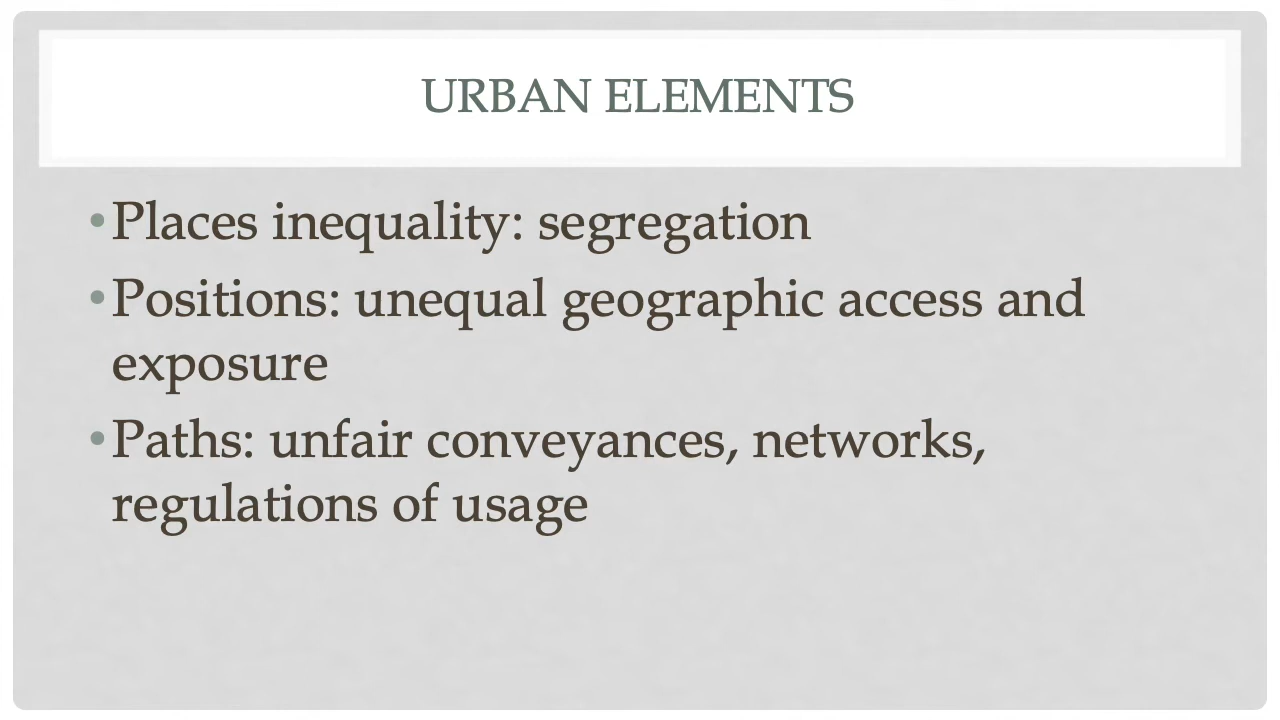 URBAN ELEMENTS
•Places inequality: segregation
•Positions: unequal geographic access and
exposure
•Paths: unfair conveyances, networks,
regulations of usage